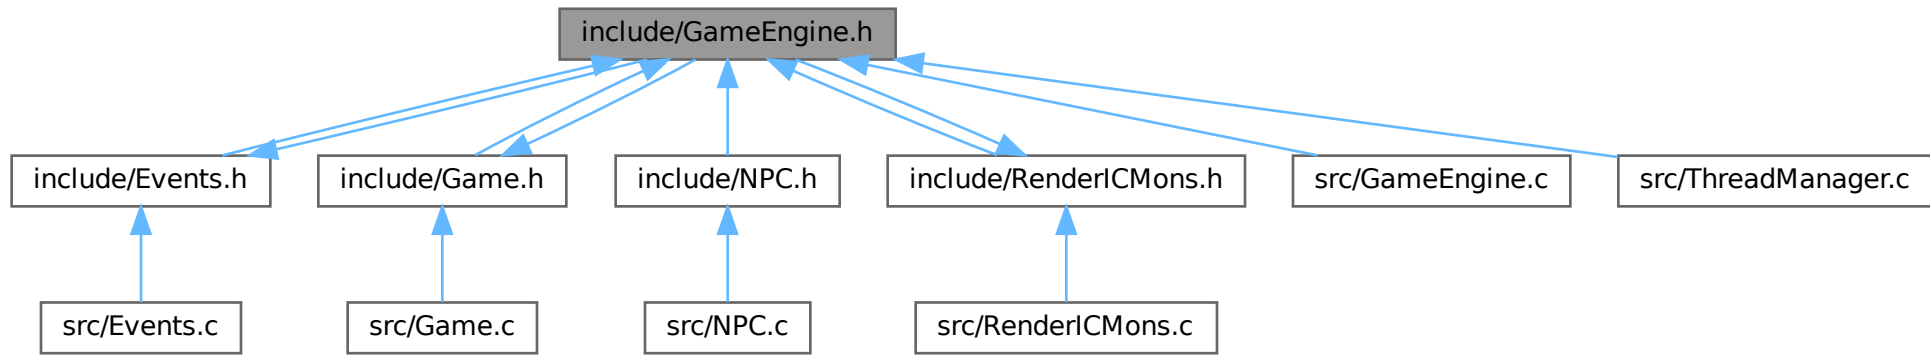 include/GameEngine.h
include/Events.h
include/Game.h
include/NPC.h
include/RenderICMons.h
src/GameEngine.c
src/ThreadManager.c
src/Events.c
src/Game.c
src/NPC.c
src/RenderICMons.c